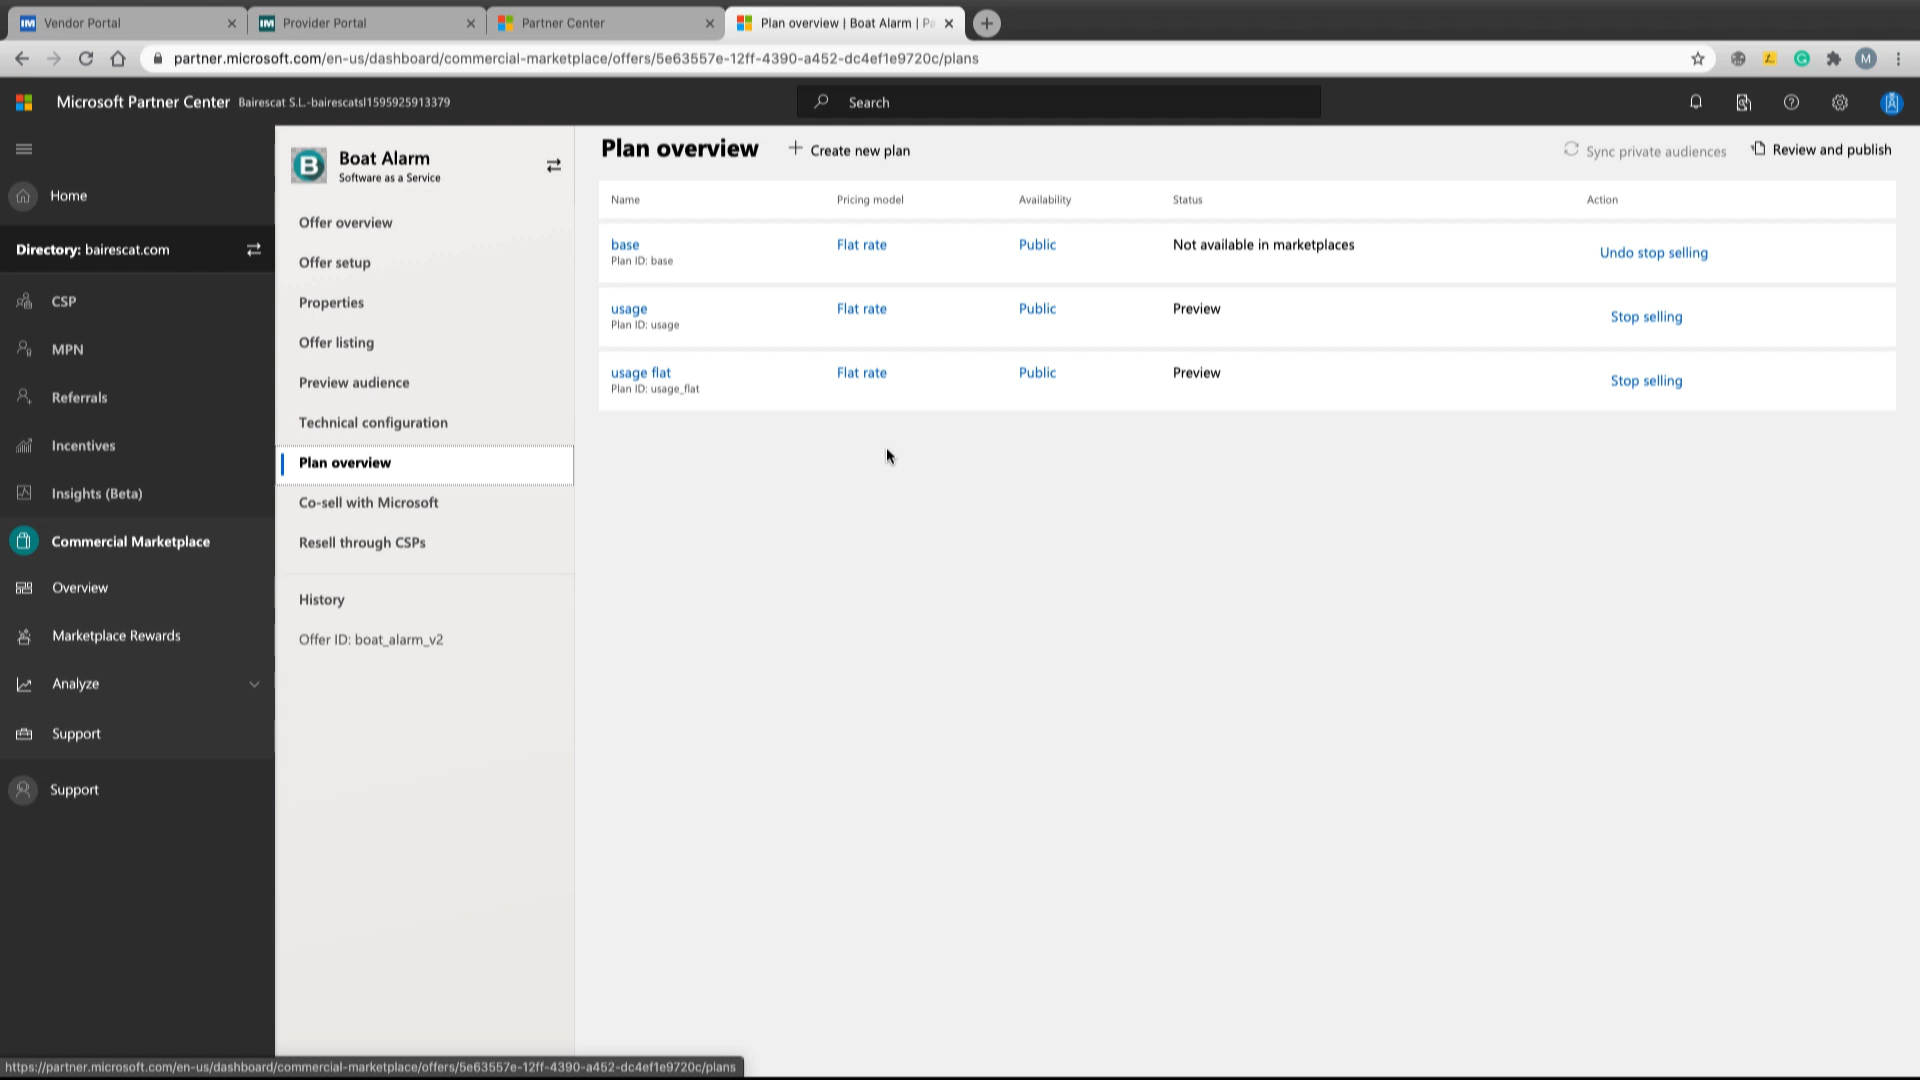 Vendor Portal
Provider Portal
Partner Center
Plan overview | Boat Alarm | Pa
partner.microsoft.com/en-us/dashboard/commercial-marketplace/offers/5e63557e-12ff-4390-a452-dc4ef1e9720c/plans
M
Microsoft Partner Center
Bairescat S.L.-bairescatsl1595925913379
Search
Home
Directory: bairescat.com
CSP
MPN
Referrals
Incentives
Insights (Beta)
Commercial Marketplace
Overview
Marketplace Rewards
Analyze
Support
Support
B
Boat Alarm
Software as a Service
Offer overview
Offer setup
Properties
Offer listing
Preview audience
Technical configuration
Plan overview
Co-sell with Microsoft
Resell through CSPs
History
Offer ID: boat_alarm_v2
Plan overview
+ Create new plan
Sync private audiences
Review and publish
Name Pricing model Availability Status Action
base Flat rate Public Not available in marketplaces Undo stop selling
Plan ID: base
usage Flat rate Public Preview Stop selling
Plan ID: usage
usage flat Flat rate Public Preview Stop selling
Plan ID: usage_flat
https://partner.microsoft.com/en-us/dashboard/commercial-marketplace/offers/5e63557e-12ff-4390-a452-dc4ef1e9720c/plans